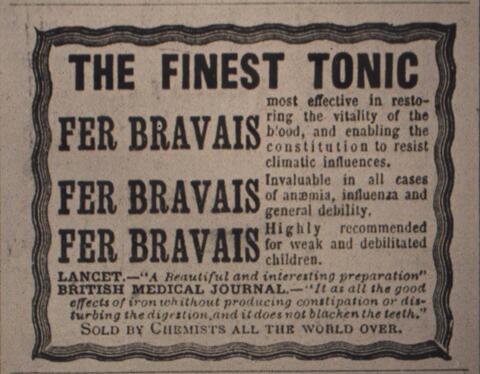 THE FINEST TONIC
FER BRAVAIS
most effective in resto-
ring the vitality of the
b'ood, and enabling the
constitution to resist
climatic influences.
FER BRAVAIS
Invaluable in all cases
of anæmia, influenza and
general debility.
FER BRAVAIS
Highly recommended
for weak and debilitated
children.
LANCET.—"A Beautiful and interesting preparation"
BRITISH MEDICAL JOURNAL.—"It as all the good
effects of iron whithout producing constipation or dis-
turbing the digestion, and it does not blacken the teeth."
SOLD BY CHEMISTS ALL THE WORLD OVER.